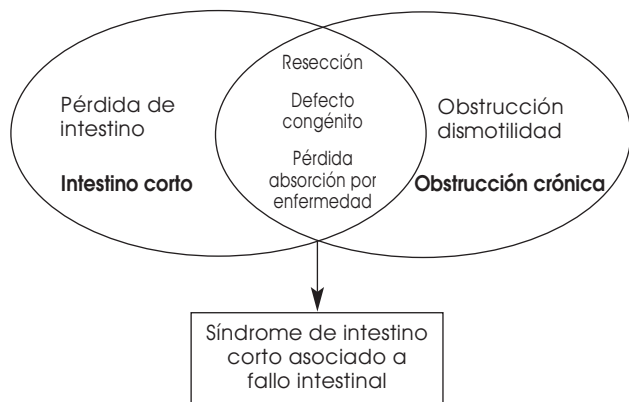 Pérdida de
intestino
Intestino corto
Resección
Defecto
congénito
Pérdida
absorción por
enfermedad
Obstrucción
dismotilidad
Obstrucción crónica
Síndrome de intestino
corto asociado a
fallo intestinal